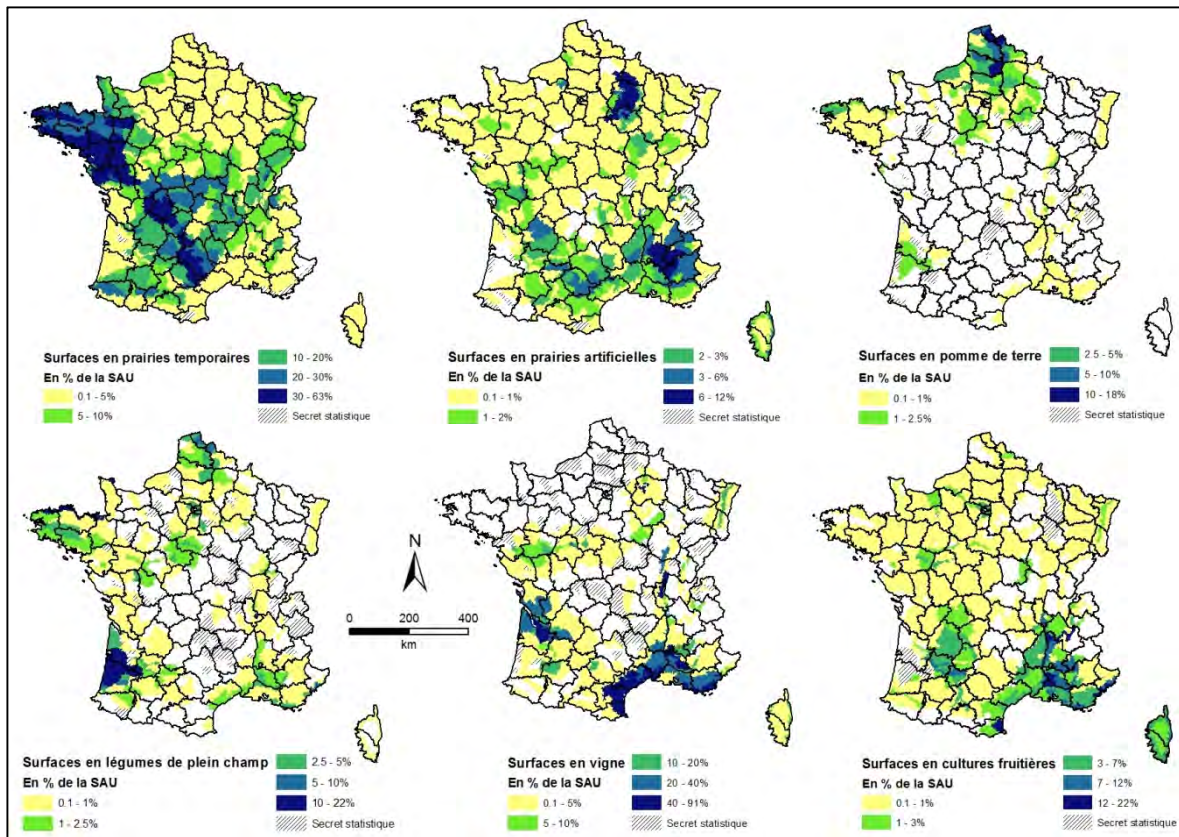 Surfaces en prairies temporaires
En % de la SAU
0.1 - 5%
5 - 10%
10 - 20%
20 - 30%
30 - 63%
Secret statistique
Surfaces en prairies artificielles
En % de la SAU
0.1 - 1%
1 - 2%
2 - 3%
3 - 6%
6 - 12%
Secret statistique
Surfaces en pomme de terre
En % de la SAU
0.1 - 1%
1 - 2.5%
2.5 - 5%
5 - 10%
10 - 18%
Secret statistique
N
0 200 400
km
Surfaces en légumes de plein champ
En % de la SAU
0.1 - 1%
1 - 2.5%
2.5 - 5%
5 - 10%
10 - 22%
Secret statistique
Surfaces en vigne
En % de la SAU
0.1 - 5%
5 - 10%
10 - 20%
20 - 40%
40 - 91%
Secret statistique
Surfaces en cultures fruitières
En % de la SAU
0.1 - 1%
1 - 3%
3 - 7%
7 - 12%
12 - 22%
Secret statistique